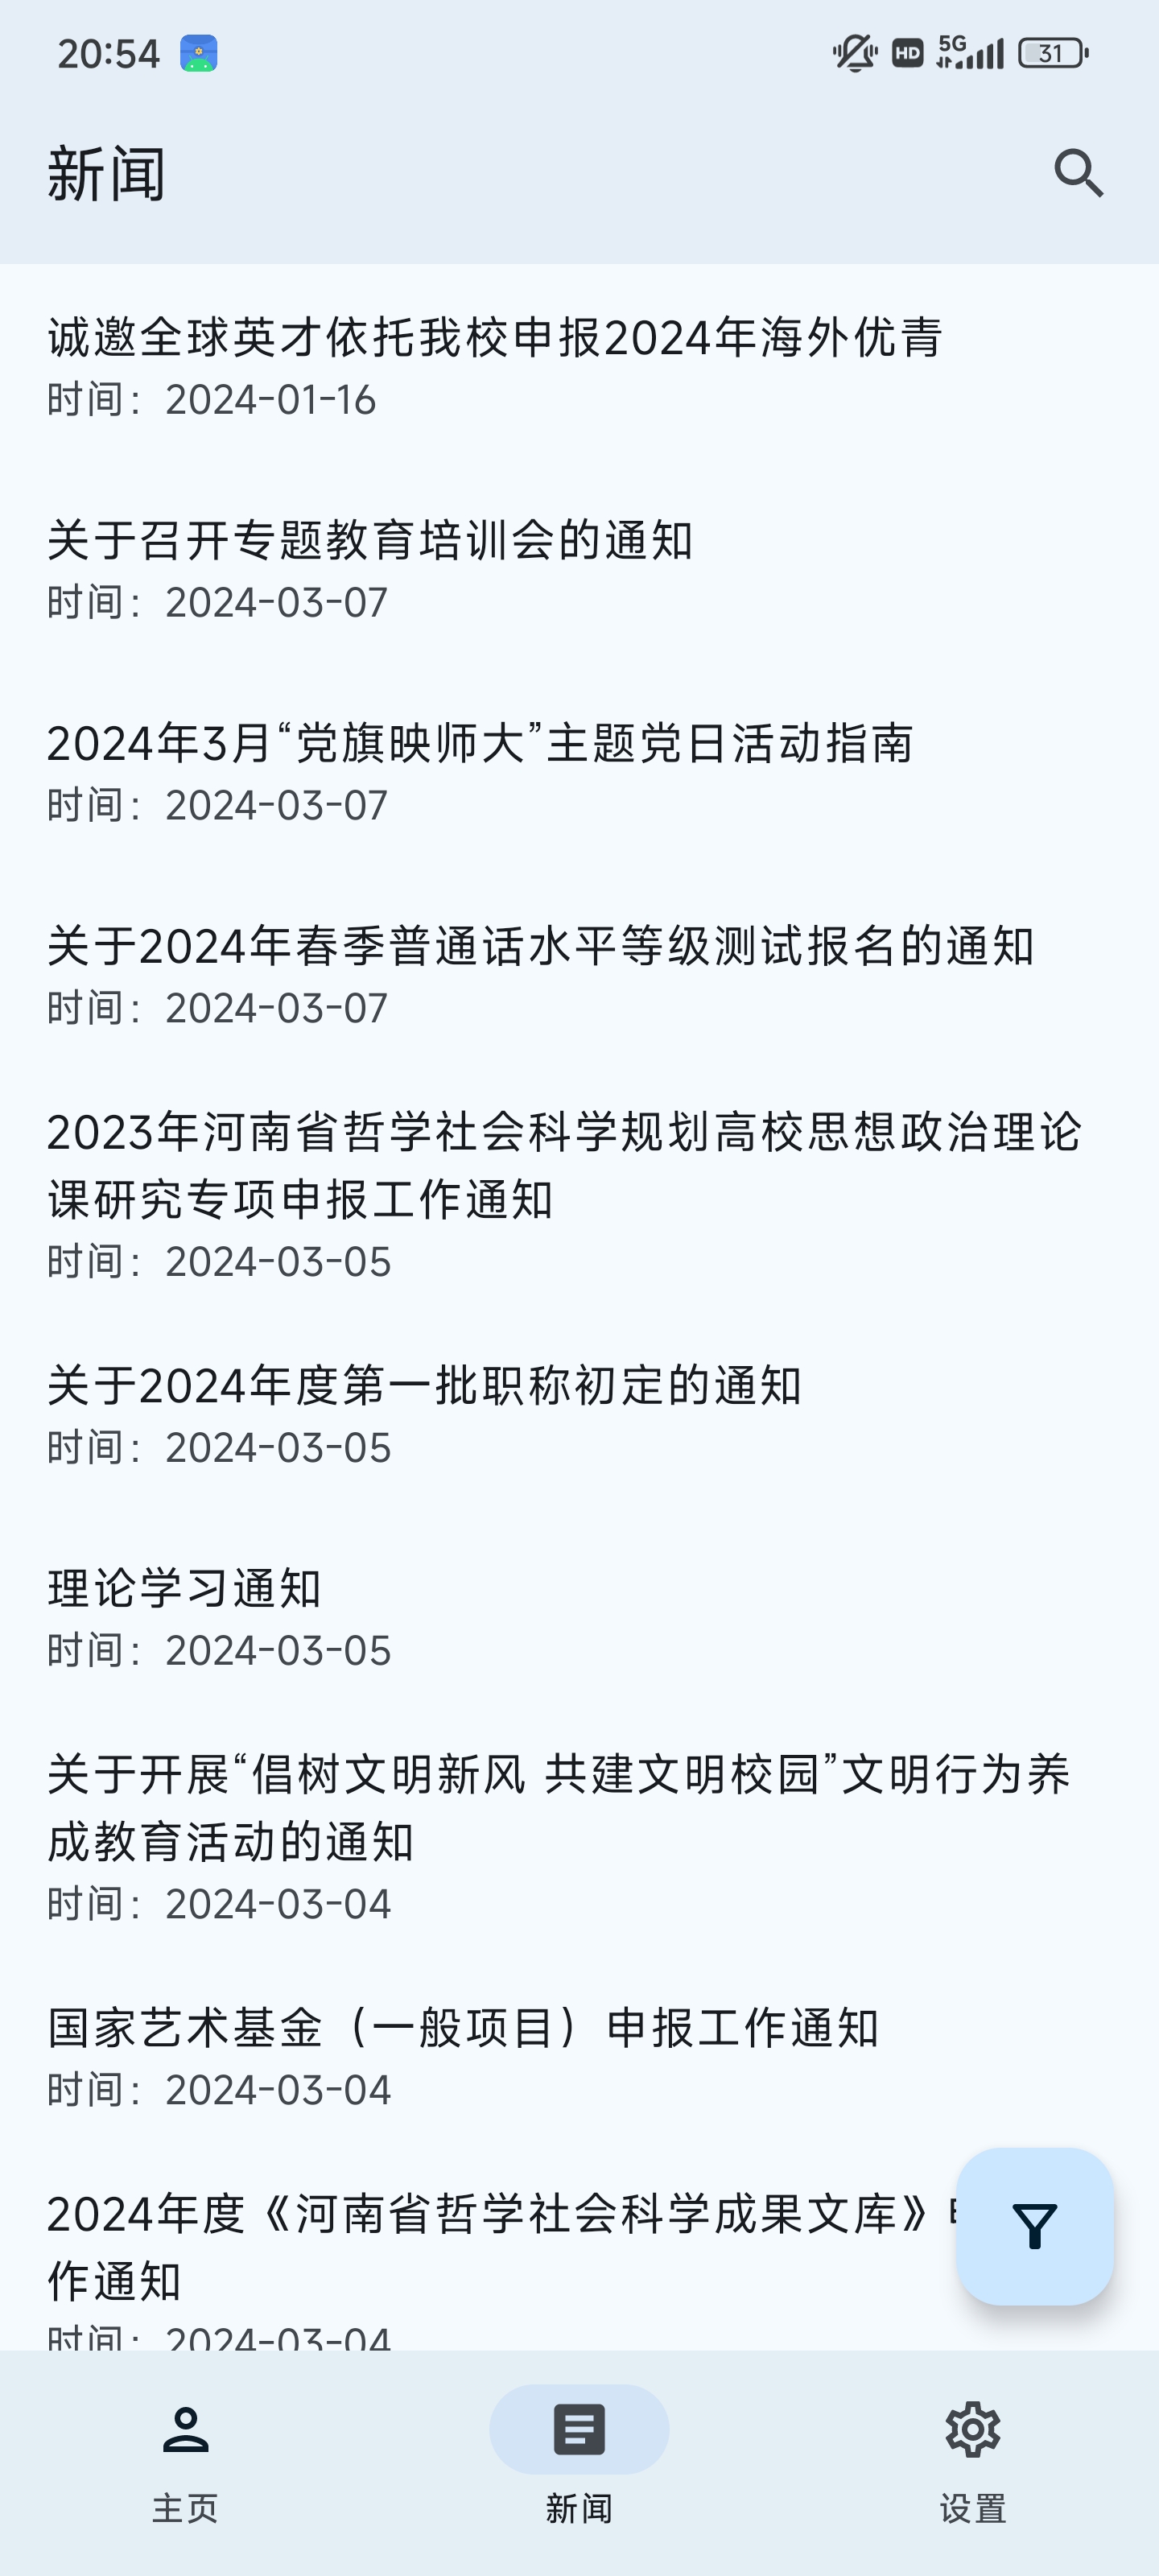 20:54
HD
5G
31
新闻
诚邀全球英才依托我校申报2024年海外优青
时间：2024-01-16
关于召开专题教育培训会的通知
时间：2024-03-07
2024年3月“党旗映师大”主题党日活动指南
时间：2024-03-07
关于2024年春季普通话水平等级测试报名的通知
时间：2024-03-07
2023年河南省哲学社会科学规划高校思想政治理论
课研究专项申报工作通知
时间：2024-03-05
关于2024年度第一批职称初定的通知
时间：2024-03-05
理论学习通知
时间：2024-03-05
关于开展“倡树文明新风 共建文明校园”文明行为养
成教育活动的通知
时间：2024-03-04
国家艺术基金（一般项目）申报工作通知
时间：2024-03-04
2024年度《河南省哲学社会科学成果文库》
作通知
时间：2024-03-04
主页
新闻
设置